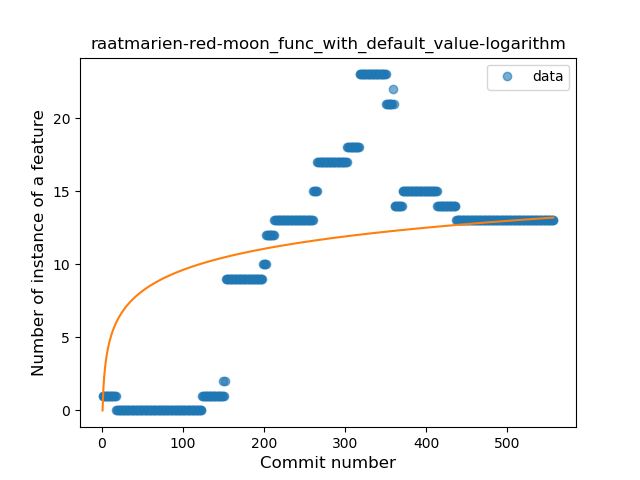 raatmarien-red-moon_func_with_default_value-logarithm
data
Number of instance of a feature
20
15
10
5
0
0 100 200 300 400 500
Commit number